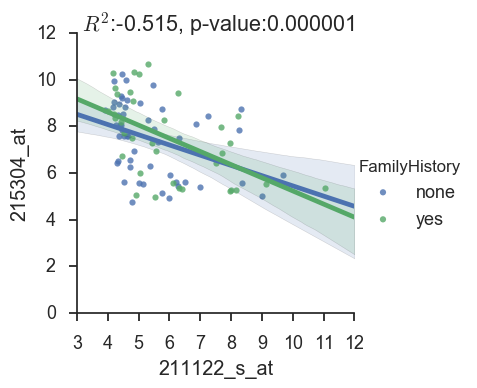 R²:-0.515, p-value:0.000001
12
10
8
6
4
2
0
215304_at
3 4 5 6 7 8 9 10 11 12
211122_s_at
FamilyHistory
none
yes